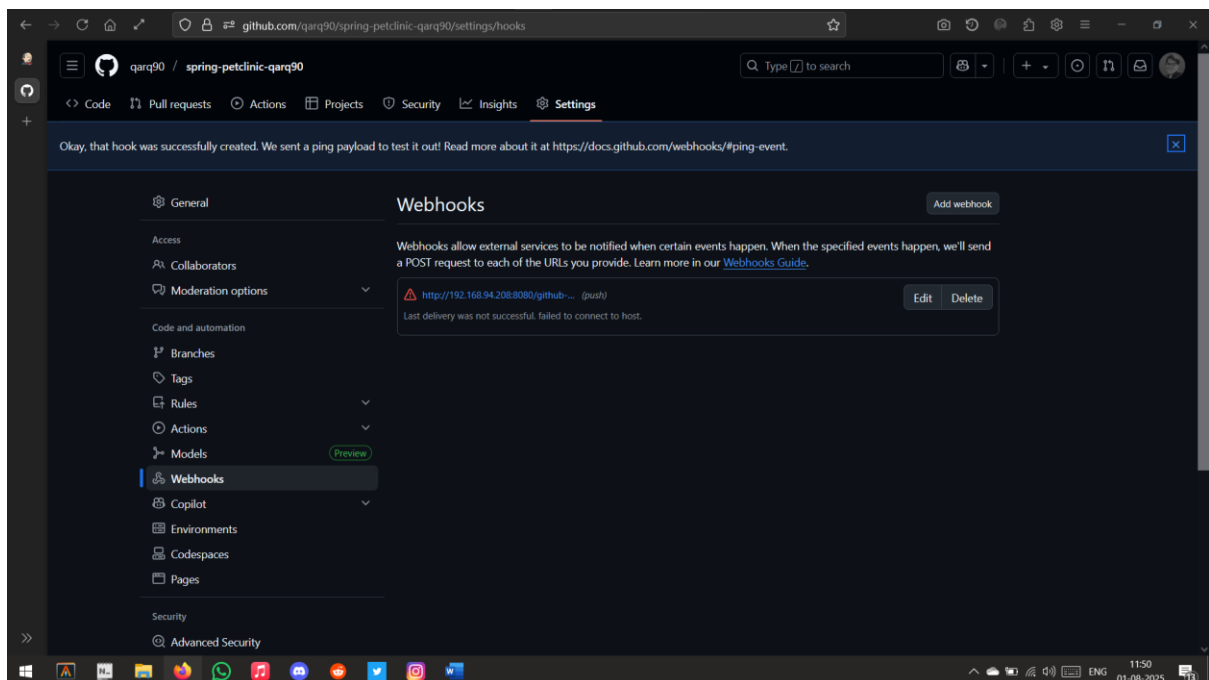 github.com/qarq90/spring-petclinic-qarq90/settings/hooks
qarq90 / spring-petclinic-qarq90
Type / to search
Code Pull requests Actions Projects Security Insights Settings
Okay, that hook was successfully created. We sent a ping payload to test it out! Read more about it at https://docs.github.com/webhooks/#ping-event.
General
Webhooks
Add webhook
Access
Collaborators
Moderation options
Webhooks allow external services to be notified when certain events happen. When the specified events happen, we'll send
a POST request to each of the URLs you provide. Learn more in our Webhooks Guide.
http://192.168.94.208:8080/github-... (push)
Edit Delete
Last delivery was not successful. failed to connect to host.
Code and automation
Branches
Tags
Rules
Actions
Models Preview
Webhooks
Copilot
Environments
Codespaces
Pages
Security
Advanced Security
ENG
11:50
01-08-2025
13